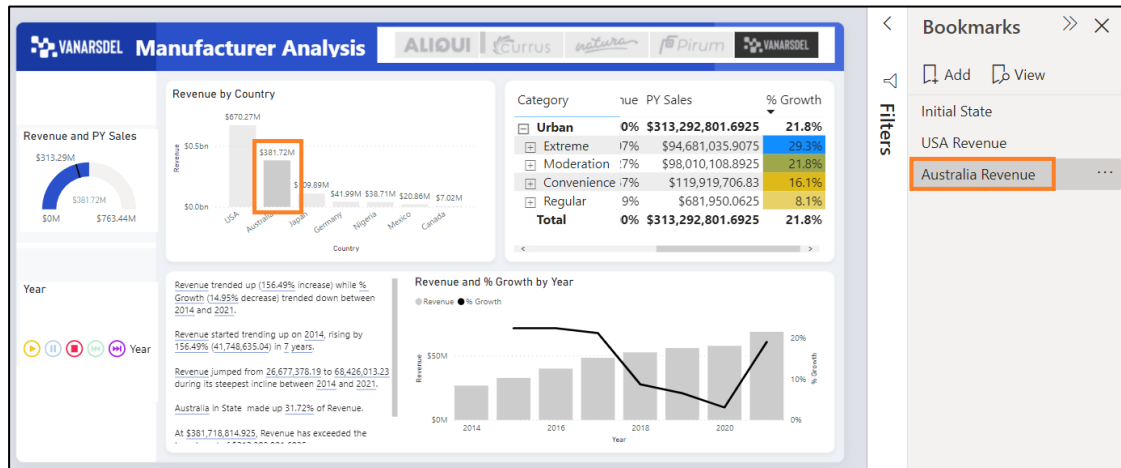 VANARSDEL Manufacturer Analysis
ALIQUI Currus natura Pirum VANARSDEL
Revenue and PY Sales
$313.29M
$381.72M
$0M $763.44M
Year
Year
Revenue by Country
$670.27M
$381.72M
$41.99M $38.71M $20.86M $7.02M
$0.5bn
$0.0bn
Revenue
USA Australia Japan Germany Nigeria Mexico Canada
Country
Category PY Sales % Growth
Urban 0% $313,292,801.6925 21.8%
Extreme 7% $94,681,035.9075 29.3%
Moderation 7% $98,010,108.8925 21.8%
Convenience 7% $119,919,706.83 16.1%
Regular 9% $681,950.0625 8.1%
Total 0% $313,292,801.6925 21.8%
Revenue trended up (156.49% increase) while %
Growth (14.95% decrease) trended down between
2014 and 2021.
Revenue started trending up on 2014, rising by
156.49% (41,748,635.04) in 7 years.
Revenue jumped from 26,677,378.19 to 68,426,013.23
during its steepest incline between 2014 and 2021.
Australia in State made up 31.72% of Revenue.
At $381,718,814.925, Revenue has exceeded the
Revenue and % Growth by Year
Revenue % Growth
$50M
$0M
Revenue
20%
10%
0%
% Growth
2014 2016 2018 2020
Year
Filters
Bookmarks
Add View
Initial State
USA Revenue
Australia Revenue